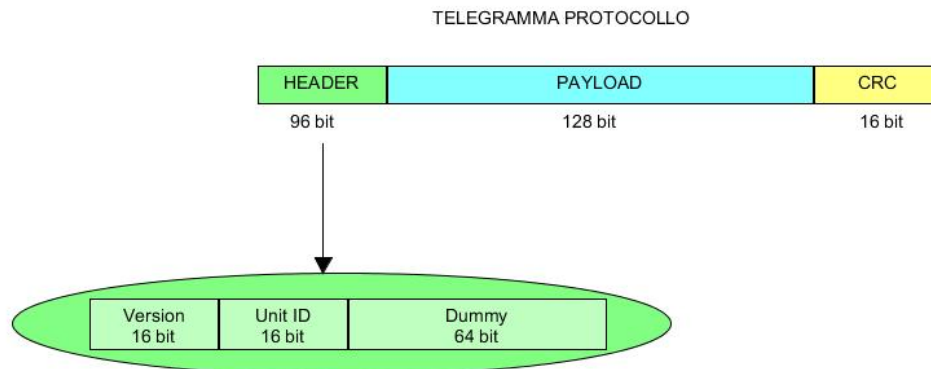 TELEGRAMMA PROTOCOLLO
HEADER PAYLOAD CRC
96 bit 128 bit 16 bit
Version Unit ID Dummy
16 bit 16 bit 64 bit